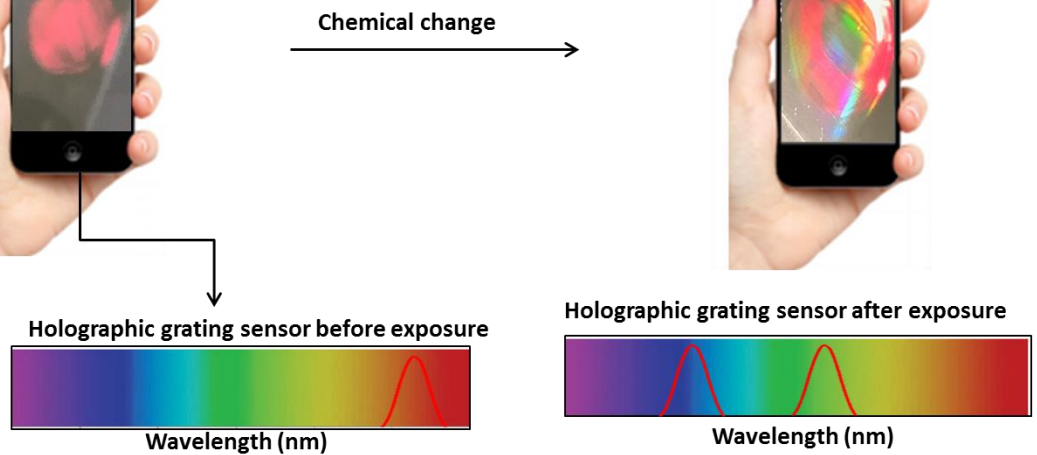 Chemical change
Holographic grating sensor before exposure
Wavelength (nm)
Holographic grating sensor after exposure
Wavelength (nm)